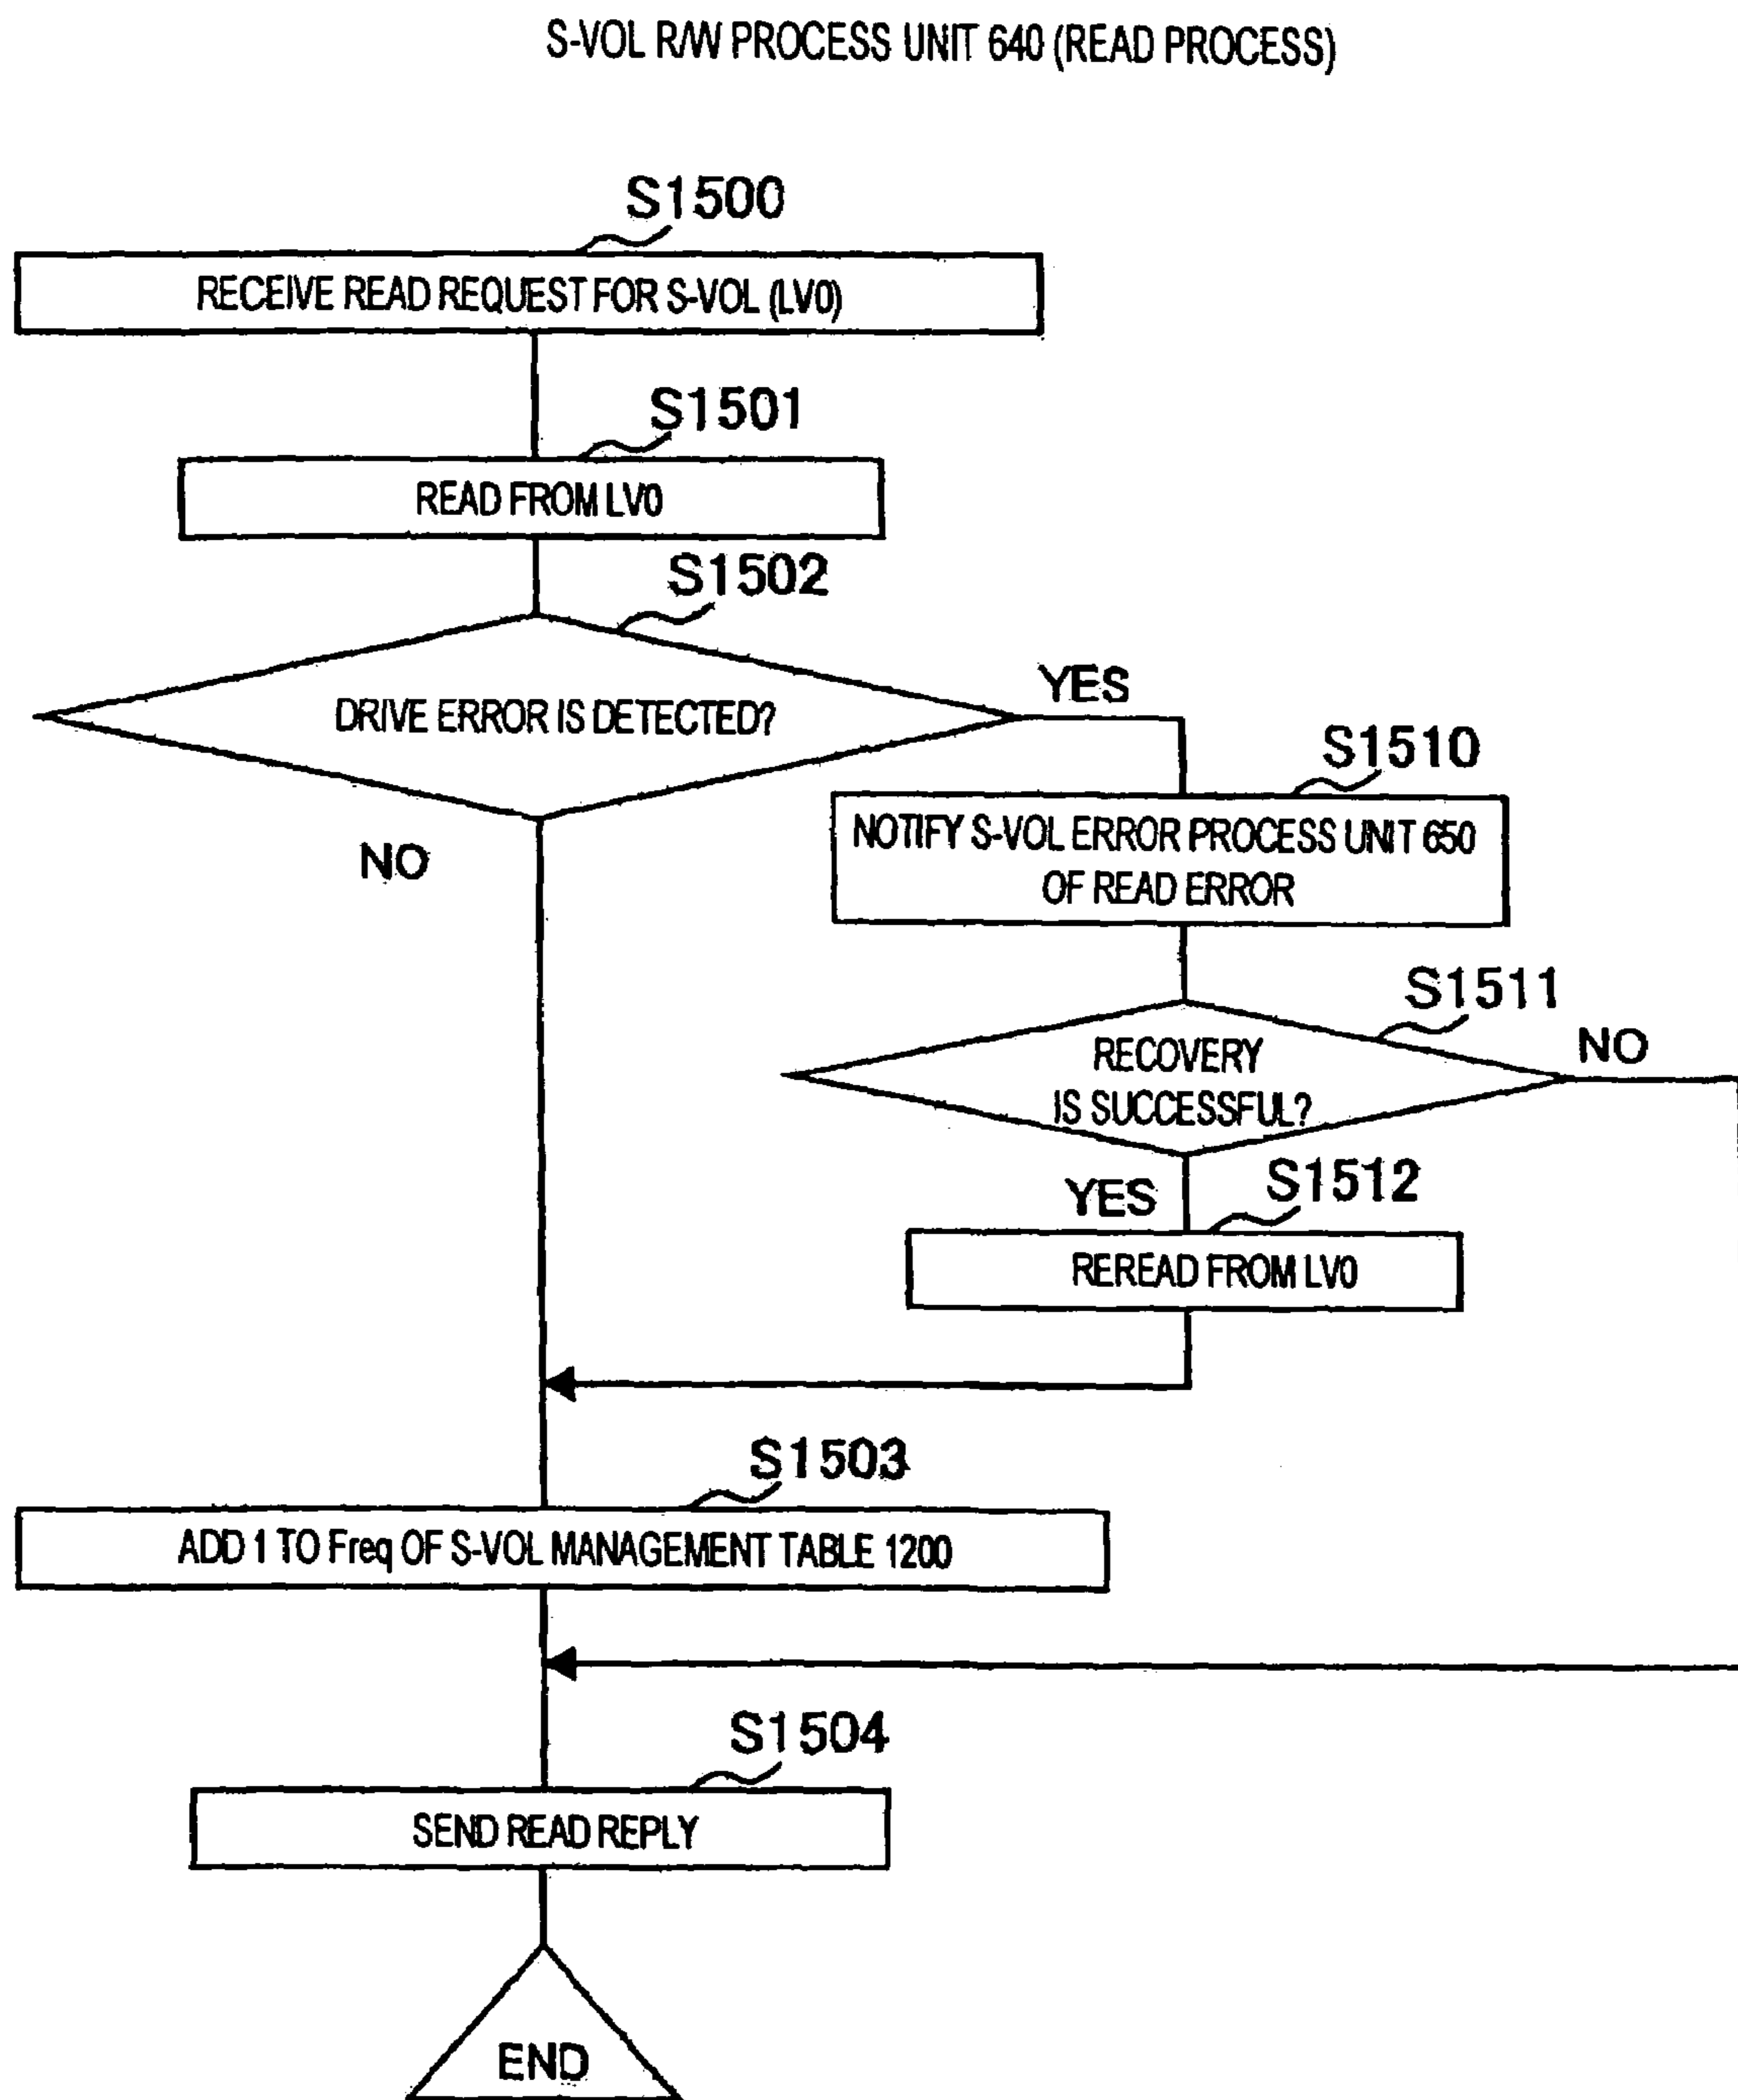 S-VOL R/W PROCESS UNIT 640 (READ PROCESS)
S1500
RECEIVE READ REQUEST FOR S-VOL (LV0)
S1501
READ FROM LV0
S1502
DRIVE ERROR IS DETECTED?
YES
NO
S1510
NOTIFY S-VOL ERROR PROCESS UNIT 650
OF READ ERROR
S1511
RECOVERY
IS SUCCESSFUL?
NO
YES
S1512
REREAD FROM LV0
S1503
ADD 1 TO Freq OF S-VOL MANAGEMENT TABLE 1200
S1504
SEND READ REPLY
END